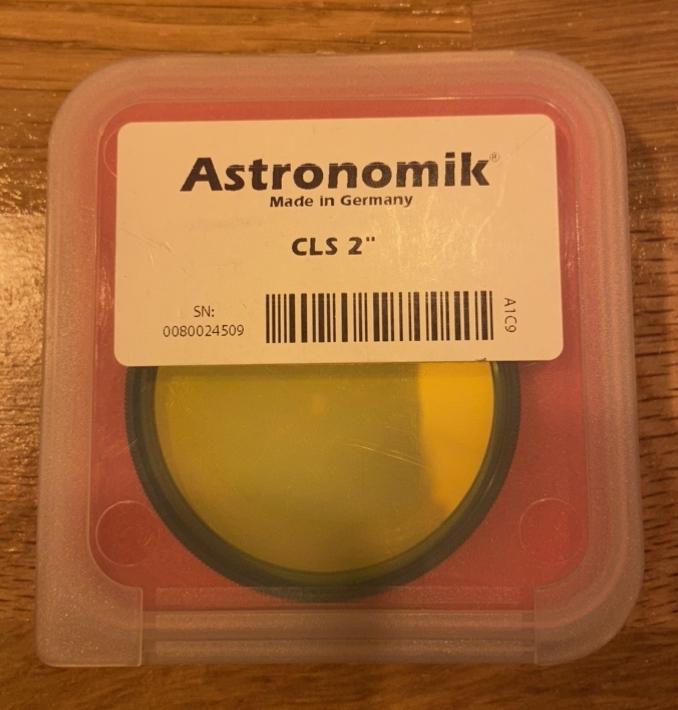 Astronomik®
Made in Germany
CLS 2"
SN:
0080024509
A1C9